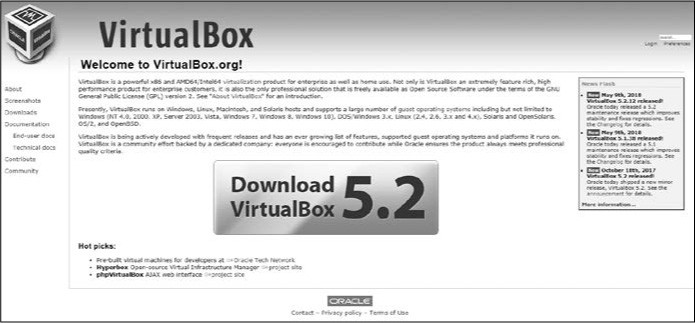 VirtualBox
search...
Login Preferences
Welcome to VirtualBox.org!
About
Screenshots
Downloads
Documentation
End-user docs
Technical docs
Contribute
Community
VirtualBox is a powerful x86 and AMD64/Intel64 virtualization product for enterprise as well as home use. Not only is VirtualBox an extremely feature rich, high
performance product for enterprise customers, it is also the only professional solution that is freely available as Open Source Software under the terms of the GNU
General Public License (GPL) version 2. See "About VirtualBox" for an introduction.
Presently, VirtualBox runs on Windows, Linux, Macintosh, and Solaris hosts and supports a large number of guest operating systems including but not limited to
Windows (NT 4.0, 2000, XP, Server 2003, Vista, Windows 7, Windows 8, Windows 10), DOS/Windows 3.x, Linux (2.4, 2.6, 3.x and 4.x), Solaris and OpenSolaris,
OS/2, and OpenBSD.
VirtualBox is being actively developed with frequent releases and has an ever growing list of features, supported guest operating systems and platforms it runs on.
VirtualBox is a community effort backed by a dedicated company: everyone is encouraged to contribute while Oracle ensures the product always meets professional
quality criteria.
Download
VirtualBox 5.2
Hot picks:
Pre-built virtual machines for developers at Oracle Tech Network
Hyperbox Open-source Virtual Infrastructure Manager project site
phpVirtualBox AJAX web interface project site
News Flash
New May 9th, 2018
VirtualBox 5.2.12 released!
Oracle today released a 5.2
maintenance release which improves
stability and fixes regressions. See
the Changelog for details.
New May 9th, 2018
VirtualBox 5.1.38 released!
Oracle today released a 5.1
maintenance release which improves
stability and fixes regressions. See
the Changelog for details.
New October 18th, 2017
VirtualBox 5.2 released!
Oracle today shipped a new minor
release, VirtualBox 5.2. See the
announcement for details.
More information...
ORACLE
Contact – Privacy policy – Terms of Use